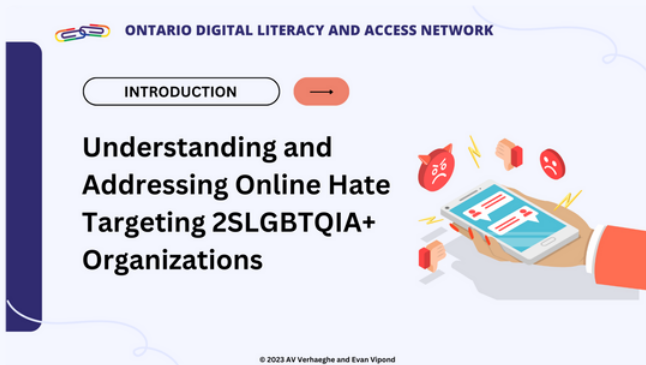 ONTARIO DIGITAL LITERACY AND ACCESS NETWORK
INTRODUCTION
Understanding and
Addressing Online Hate
Targeting 2SLGBTQIA+
Organizations
© 2023 AV Verhaeghe and Evan Vipond